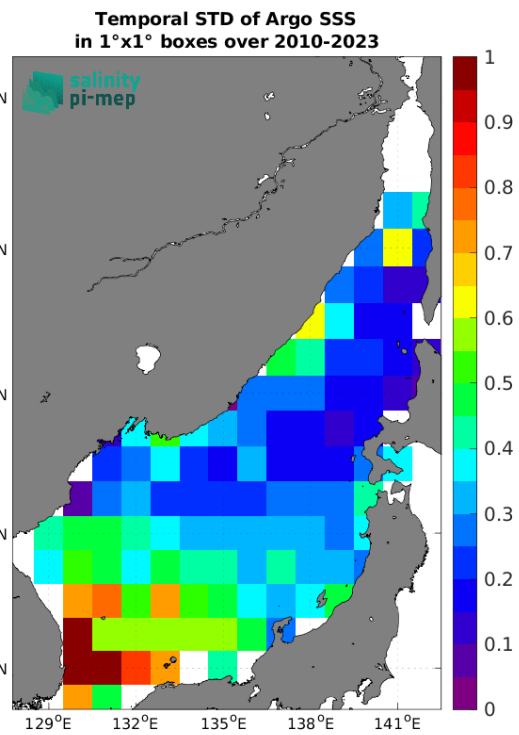 Temporal STD of Argo SSS
in 1°x1° boxes over 2010-2023
salinity
pi-mep
1
0.9
0.8
0.7
0.6
0.5
0.4
0.3
0.2
0.1
0
N
N
N
N
N
129°E 132°E 135°E 138°E 141°E